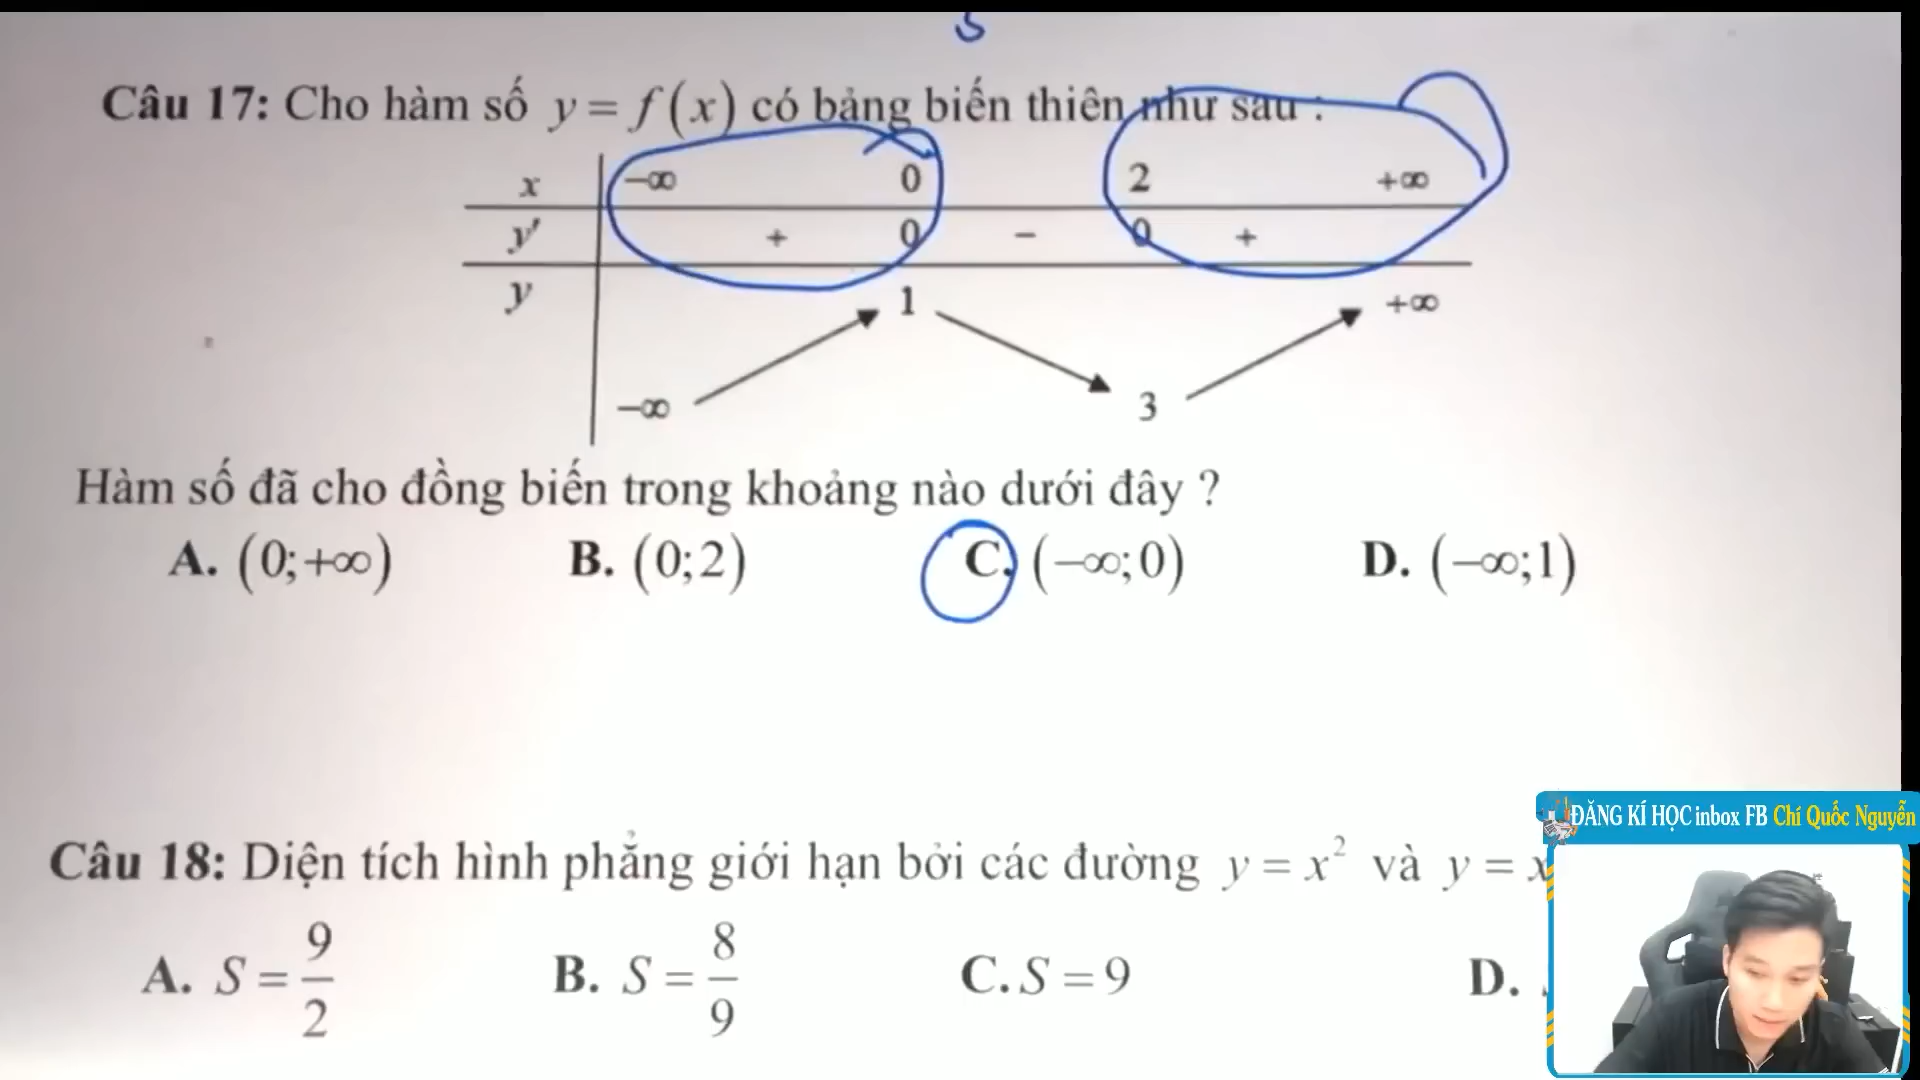 Câu 17: Cho hàm số y = f(x) có bảng biến thiên như sau :
x −∞ 0 2 +∞
y' + 0 − 0 +
y 1 +∞
−∞ 3
Hàm số đã cho đồng biến trong khoảng nào dưới đây ?
A. (0;+∞) B. (0;2) C. (−∞;0) D. (−∞;1)
ĐĂNG KÍ HỌC inbox FB Chí Quốc Nguyễn
Câu 18: Diện tích hình phẳng giới hạn bởi các đường y = x² và y = x
A. S = 9/2 B. S = 8/9 C. S = 9 D.